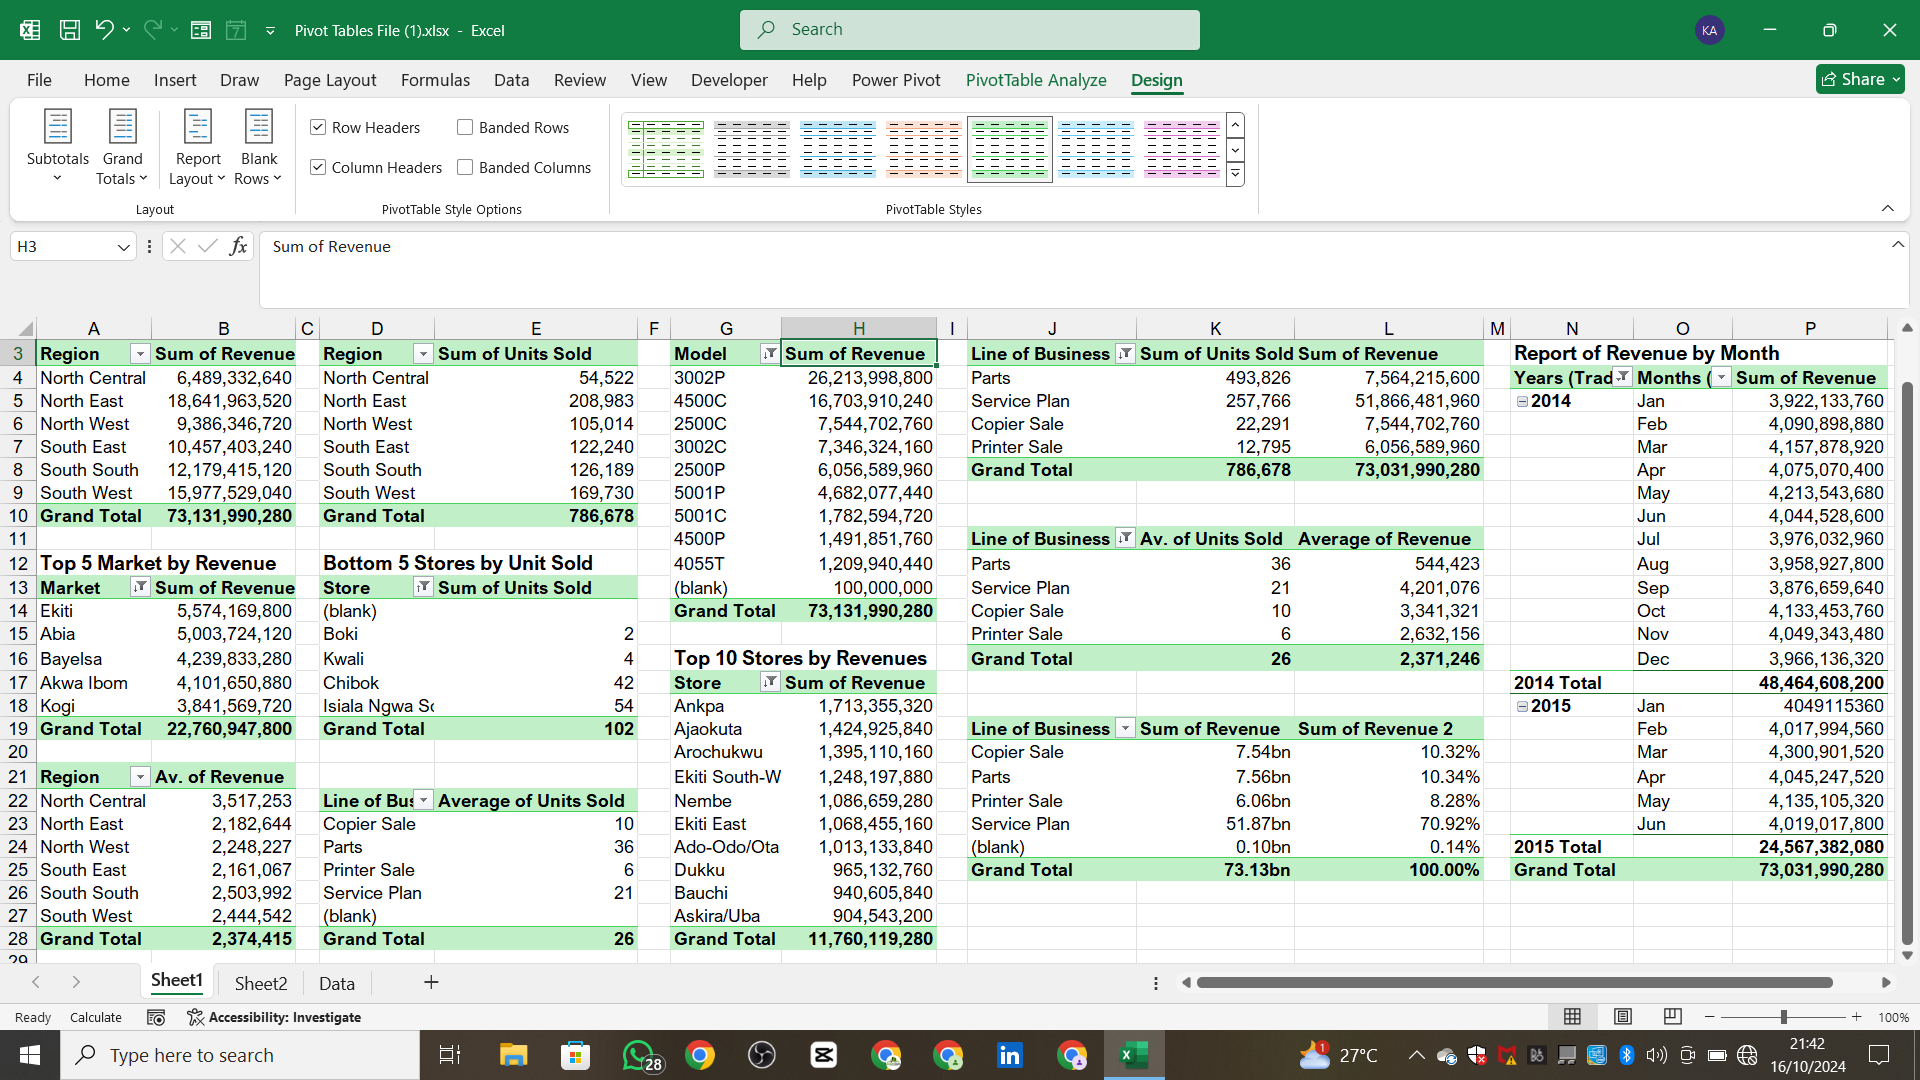 Pivot Tables File (1).xlsx - Excel
Search
KA
File Home Insert Draw Page Layout Formulas Data Review View Developer Help Power Pivot PivotTable Analyze Design Share
Subtotals Grand Totals Report Layout Blank Rows
Row Headers Banded Rows
Column Headers Banded Columns
Layout PivotTable Style Options PivotTable Styles
H3 fx Sum of Revenue
A B C D E F G H I J K L M N O P
3 Region Sum of Revenue Region Sum of Units Sold Model Sum of Revenue Line of Business Sum of Units Sold Sum of Revenue Report of Revenue by Month
4 North Central 6,489,332,640 North Central 54,522 3002P 26,213,998,800 Parts 493,826 7,564,215,600 Years (Trad Months ( Sum of Revenue
5 North East 18,641,963,520 North East 208,983 4500C 16,703,910,240 Service Plan 257,766 51,866,481,960 2014 Jan 3,922,133,760
6 North West 9,386,346,720 North West 105,014 2500C 7,544,702,760 Copier Sale 22,291 7,544,702,760 Feb 4,090,898,880
7 South East 10,457,403,240 South East 122,240 3002C 7,346,324,160 Printer Sale 12,795 6,056,589,960 Mar 4,157,878,920
8 South South 12,179,415,120 South South 126,189 2500P 6,056,589,960 Grand Total 786,678 73,031,990,280 Apr 4,075,070,400
9 South West 15,977,529,040 South West 169,730 5001P 4,682,077,440 May 4,213,543,680
10 Grand Total 73,131,990,280 Grand Total 786,678 5001C 1,782,594,720 Jun 4,044,528,600
11 4500P 1,491,851,760 Line of Business Av. of Units Sold Average of Revenue Jul 3,976,032,960
12 Top 5 Market by Revenue Bottom 5 Stores by Unit Sold 4055T 1,209,940,440 Parts 36 544,423 Aug 3,958,927,800
13 Market Sum of Revenue Store Sum of Units Sold (blank) 100,000,000 Service Plan 21 4,201,076 Sep 3,876,659,640
14 Ekiti 5,574,169,800 (blank) Grand Total 73,131,990,280 Copier Sale 10 3,341,321 Oct 4,133,453,760
15 Abia 5,003,724,120 Boki 2 Printer Sale 6 2,632,156 Nov 4,049,343,480
16 Bayelsa 4,239,833,280 Kwali 4 Top 10 Stores by Revenues Grand Total 26 2,371,246 Dec 3,966,136,320
17 Akwa Ibom 4,101,650,880 Chibok 42 Store Sum of Revenue 2014 Total 48,464,608,200
18 Kogi 3,841,569,720 Isiala Ngwa So 54 Ankpa 1,713,355,320 2015 Jan 4049115360
19 Grand Total 22,760,947,800 Grand Total 102 Ajaokuta 1,424,925,840 Line of Business Sum of Revenue Sum of Revenue 2 Feb 4,017,994,560
20 Arochukwu 1,395,110,160 Copier Sale 7.54bn 10.32% Mar 4,300,901,520
21 Region Av. of Revenue Ekiti South-W 1,248,197,880 Parts 7.56bn 10.34% Apr 4,045,247,520
22 North Central 3,517,253 Line of Bus Average of Units Sold Nembe 1,086,659,280 Printer Sale 6.06bn 8.28% May 4,135,105,320
23 North East 2,182,644 Copier Sale 10 Ekiti East 1,068,455,160 Service Plan 51.87bn 70.92% Jun 4,019,017,800
24 North West 2,248,227 Parts 36 Ado-Odo/Ota 1,013,133,840 (blank) 0.10bn 0.14% 2015 Total 24,567,382,080
25 South East 2,161,067 Printer Sale 6 Dukku 965,132,760 Grand Total 73.13bn 100.00% Grand Total 73,031,990,280
26 South South 2,503,992 Service Plan 21 Bauchi 940,605,840
27 South West 2,444,542 (blank) Askira/Uba 904,543,200
28 Grand Total 2,374,415 Grand Total 26 Grand Total 11,760,119,280
29
Sheet1 Sheet2 Data
Ready Calculate Accessibility: Investigate 100%
Type here to search 28 1 27°C 21:42
16/10/2024